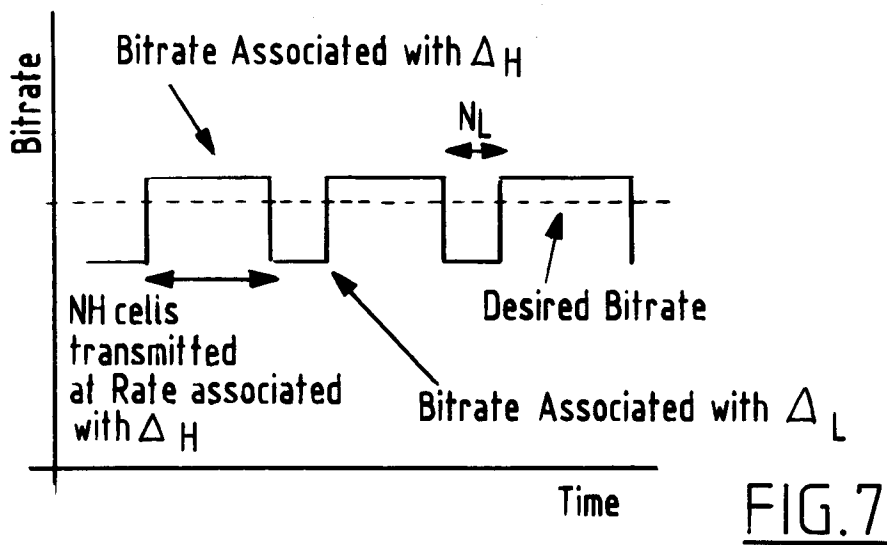 Bitrate
Bitrate Associated with Δ H
NL
NH cells
transmitted
at Rate associated
with Δ H
Desired Bitrate
Bitrate Associated with Δ L
Time
FIG.7